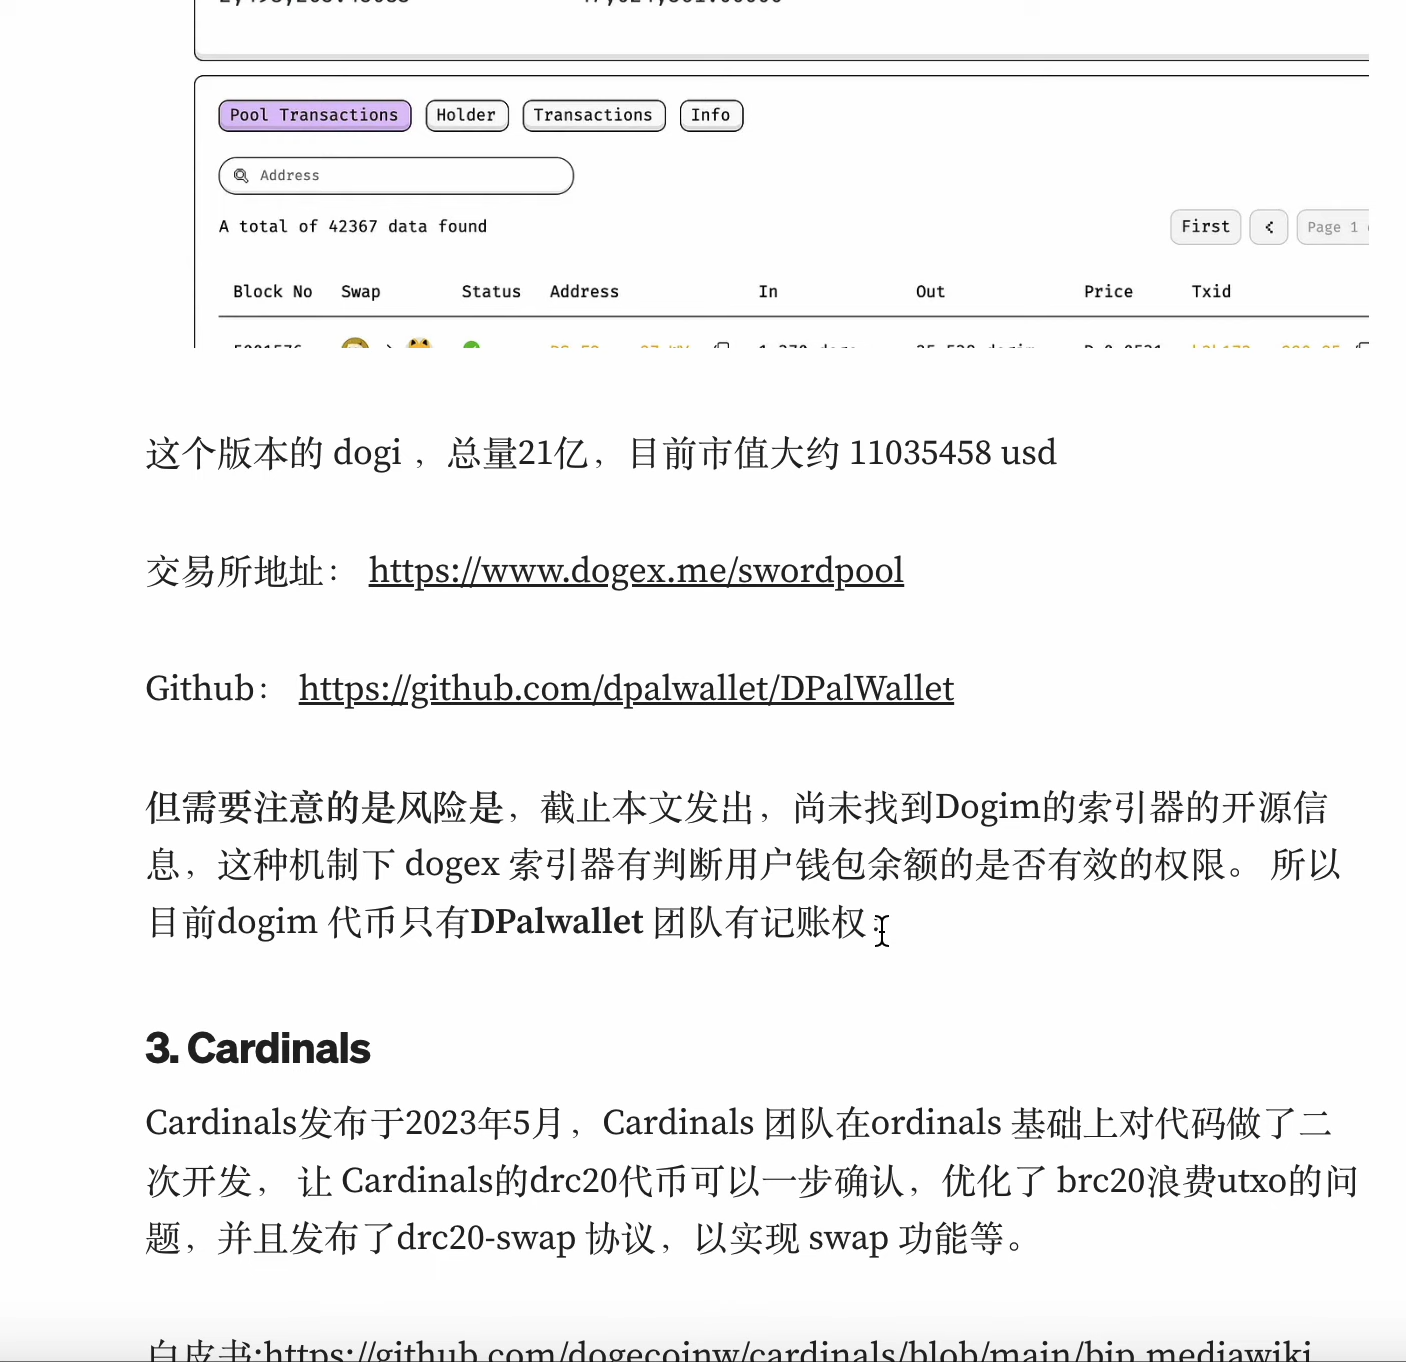 Pool Transactions Holder Transactions Info
Address
A total of 42367 data found
First < Page 1
Block No Swap Status Address In Out Price Txid
这个版本的 dogi ，总量21亿，目前市值大约 11035458 usd
交易所地址： https://www.dogex.me/swordpool
Github： https://github.com/dpalwallet/DPalWallet
但需要注意的是风险是，截止本文发出，尚未找到Dogim的索引器的开源信
息，这种机制下 dogex 索引器有判断用户钱包余额的是否有效的权限。 所以
目前dogim 代币只有DPalwallet 团队有记账权
3. Cardinals
Cardinals发布于2023年5月，Cardinals 团队在ordinals 基础上对代码做了二
次开发， 让 Cardinals的drc20代币可以一步确认，优化了 brc20浪费utxo的问
题，并且发布了drc20-swap 协议，以实现 swap 功能等。
白皮书:https://github.com/dogecoinw/cardinals/blob/main/bip.mediawiki